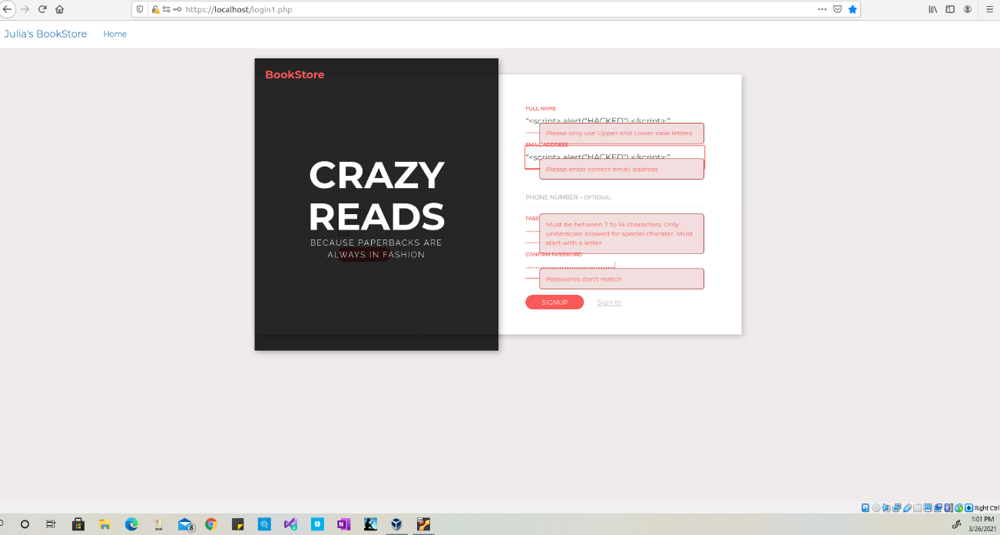 https://localhost/login1.php
Julia's BookStore
Home
BookStore
CRAZY
READS
BECAUSE PAPERBACKS ARE
ALWAYS IN FASHION
FULL NAME
"<script> alert("HACKED") </script>;"
Please only use Upper and Lower case letters
EMAIL ADDRESS
"<script> alert("HACKED") </script>;"
Please enter correct email address
PHONE NUMBER - OPTIONAL
PASS
Must be between 7 to 14 characters. Only
underscore allowed for special charater. Must
start with a letter.
CONFIRM PASSWORD
Passwords don't match
SIGNUP
Sign In
Right Ctrl
8
1:01 PM
3/26/2021